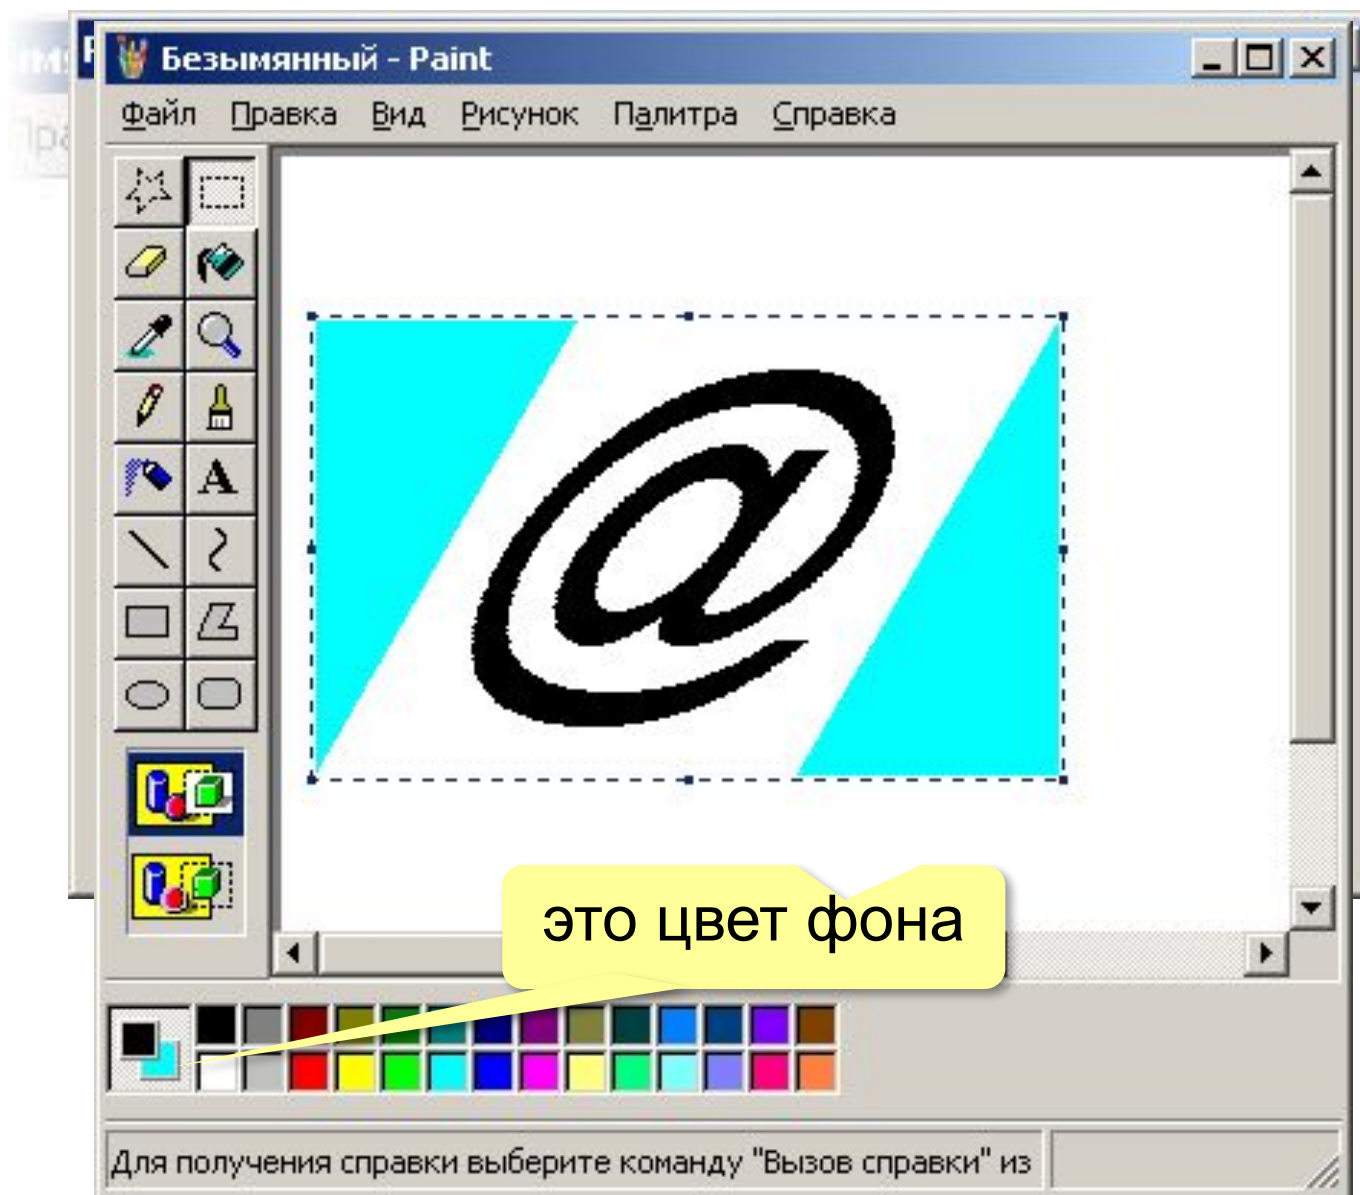 Безымянный - Paint
Файл Правка Вид Рисунок Палитра Справка
A
@
это цвет фона
Для получения справки выберите команду "Вызов справки" из